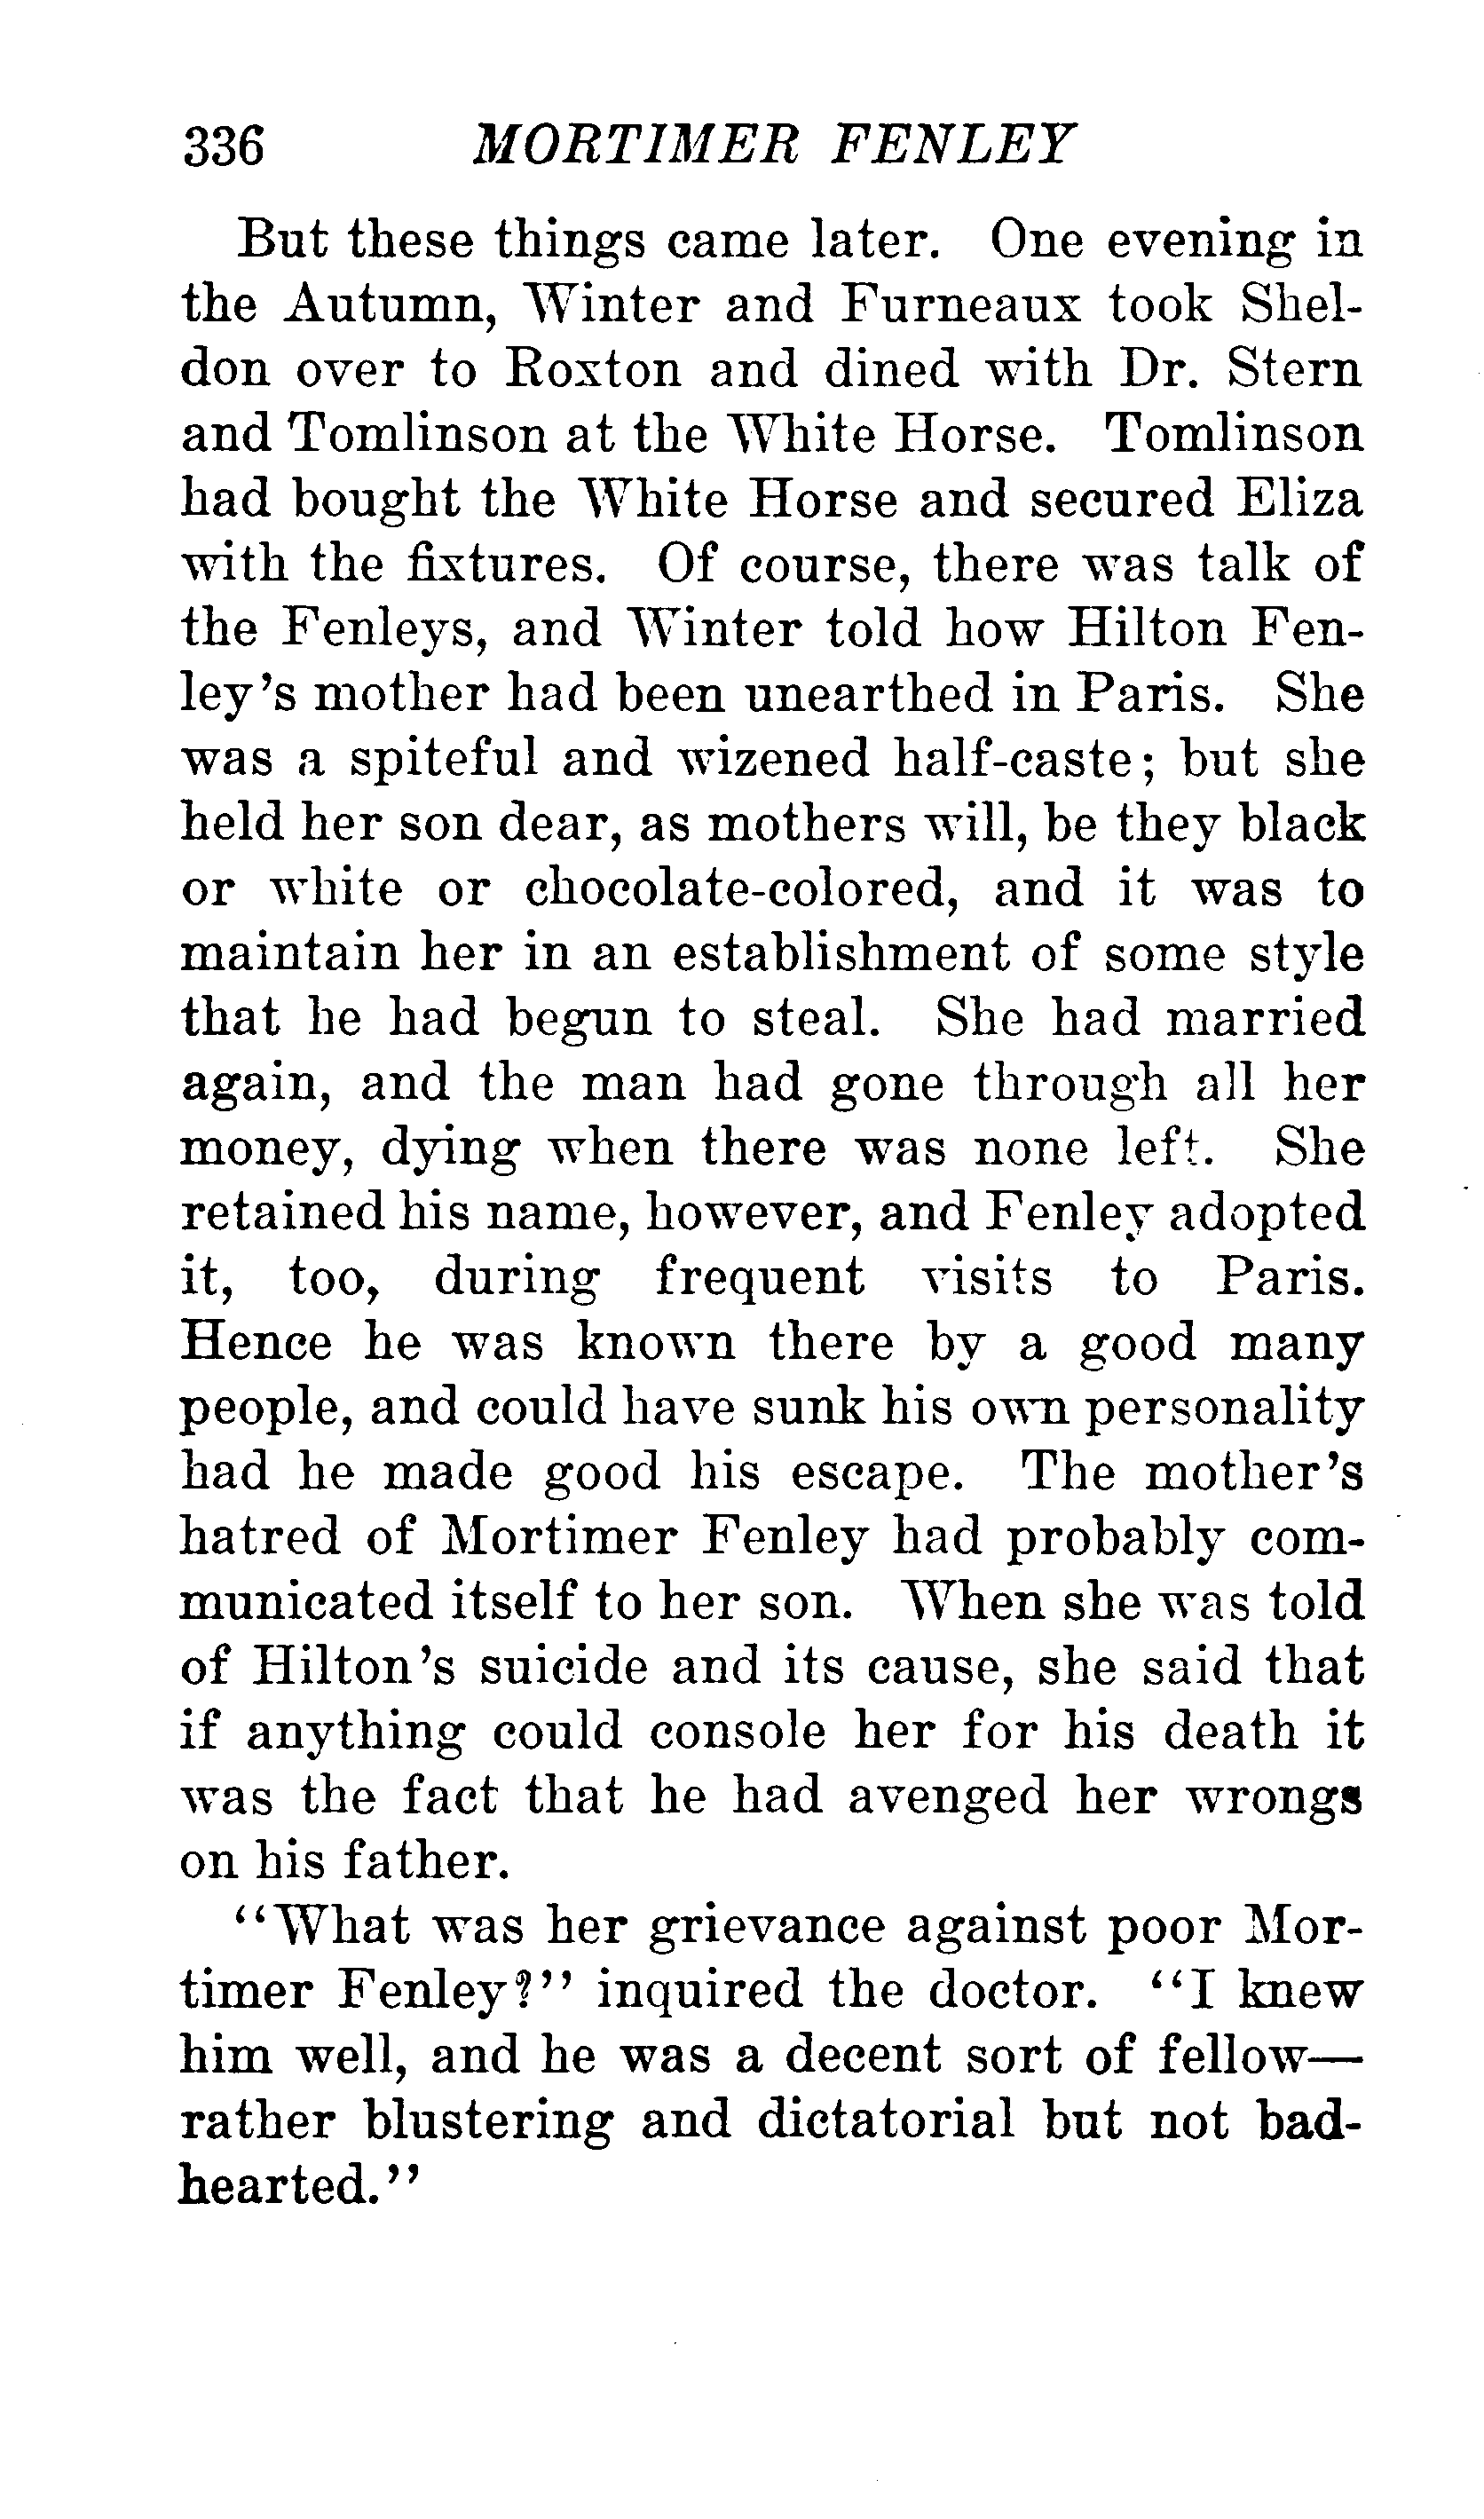 336 MORTIMER FENLEY
But these things came later. One evening in
the Autumn, Winter and Furneaux took Shel-
don over to Roxton and dined with Dr. Stern
and Tomlinson at the White Horse. Tomlinson
had bought the White Horse and secured Eliza
with the fixtures. Of course, there was talk of
the Fenleys, and Winter told how Hilton Fen-
ley's mother had been unearthed in Paris. She
was a spiteful and wizened half-caste; but she
held her son dear, as mothers will, be they black
or white or chocolate-colored, and it was to
maintain her in an establishment of some style
that he had begun to steal. She had married
again, and the man had gone through all her
money, dying when there was none left. She
retained his name, however, and Fenley adopted
it, too, during frequent visits to Paris.
Hence he was known there by a good many
people, and could have sunk his own personality
had he made good his escape. The mother's
hatred of Mortimer Fenley had probably com-
municated itself to her son. When she was told
of Hilton's suicide and its cause, she said that
if anything could console her for his death it
was the fact that he had avenged her wrongs
on his father.
"What was her grievance against poor Mor-
timer Fenley?" inquired the doctor. "I knew
him well, and he was a decent sort of fellow—
rather blustering and dictatorial but not bad-
hearted."